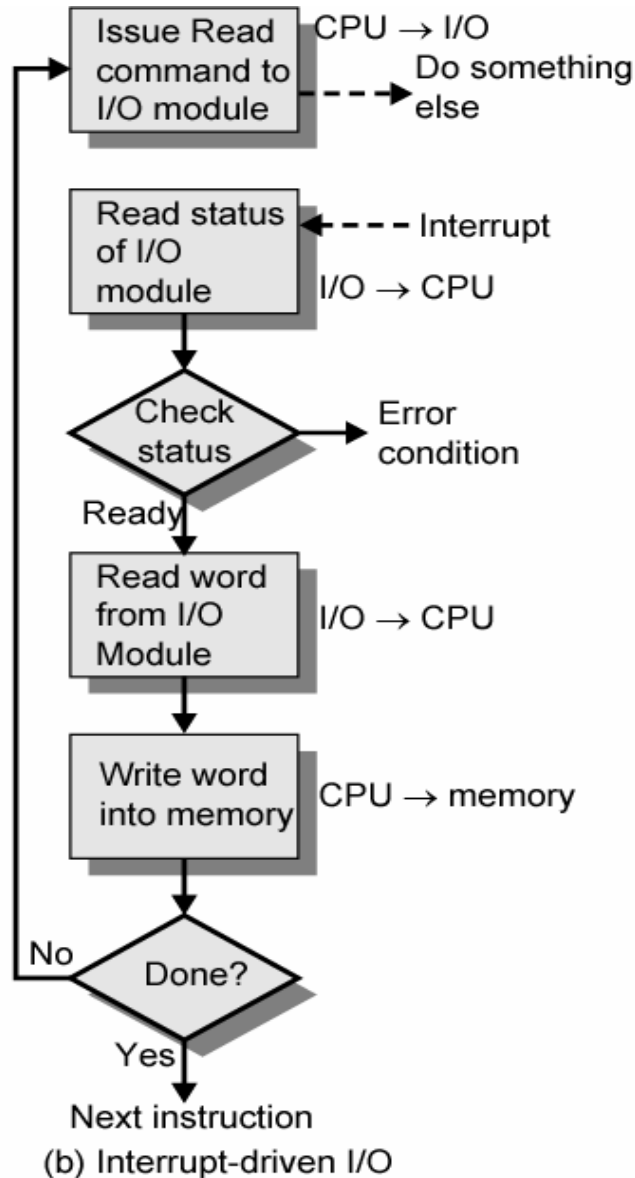 Issue Read
command to
I/O module
CPU → I/O
Do something
else
Read status
of I/O
module
Interrupt
I/O → CPU
Check
status
Error
condition
Ready
Read word
from I/O
Module
I/O → CPU
Write word
into memory
CPU → memory
No
Done?
Yes
Next instruction
(b) Interrupt-driven I/O